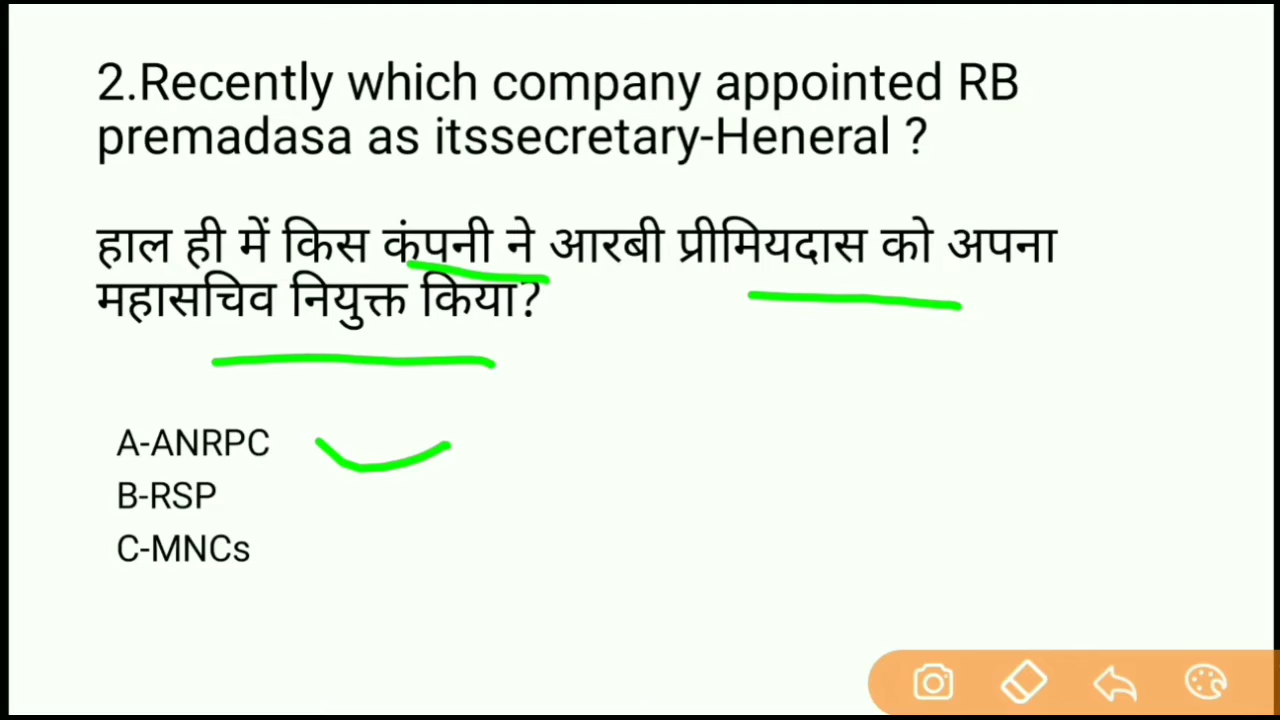 2.Recently which company appointed RB
premadasa as itssecretary-Heneral ?
हाल ही में किस कंपनी ने आरबी प्रीमियदास को अपना
महासचिव नियुक्त किया?
A-ANRPC
B-RSP
C-MNCs